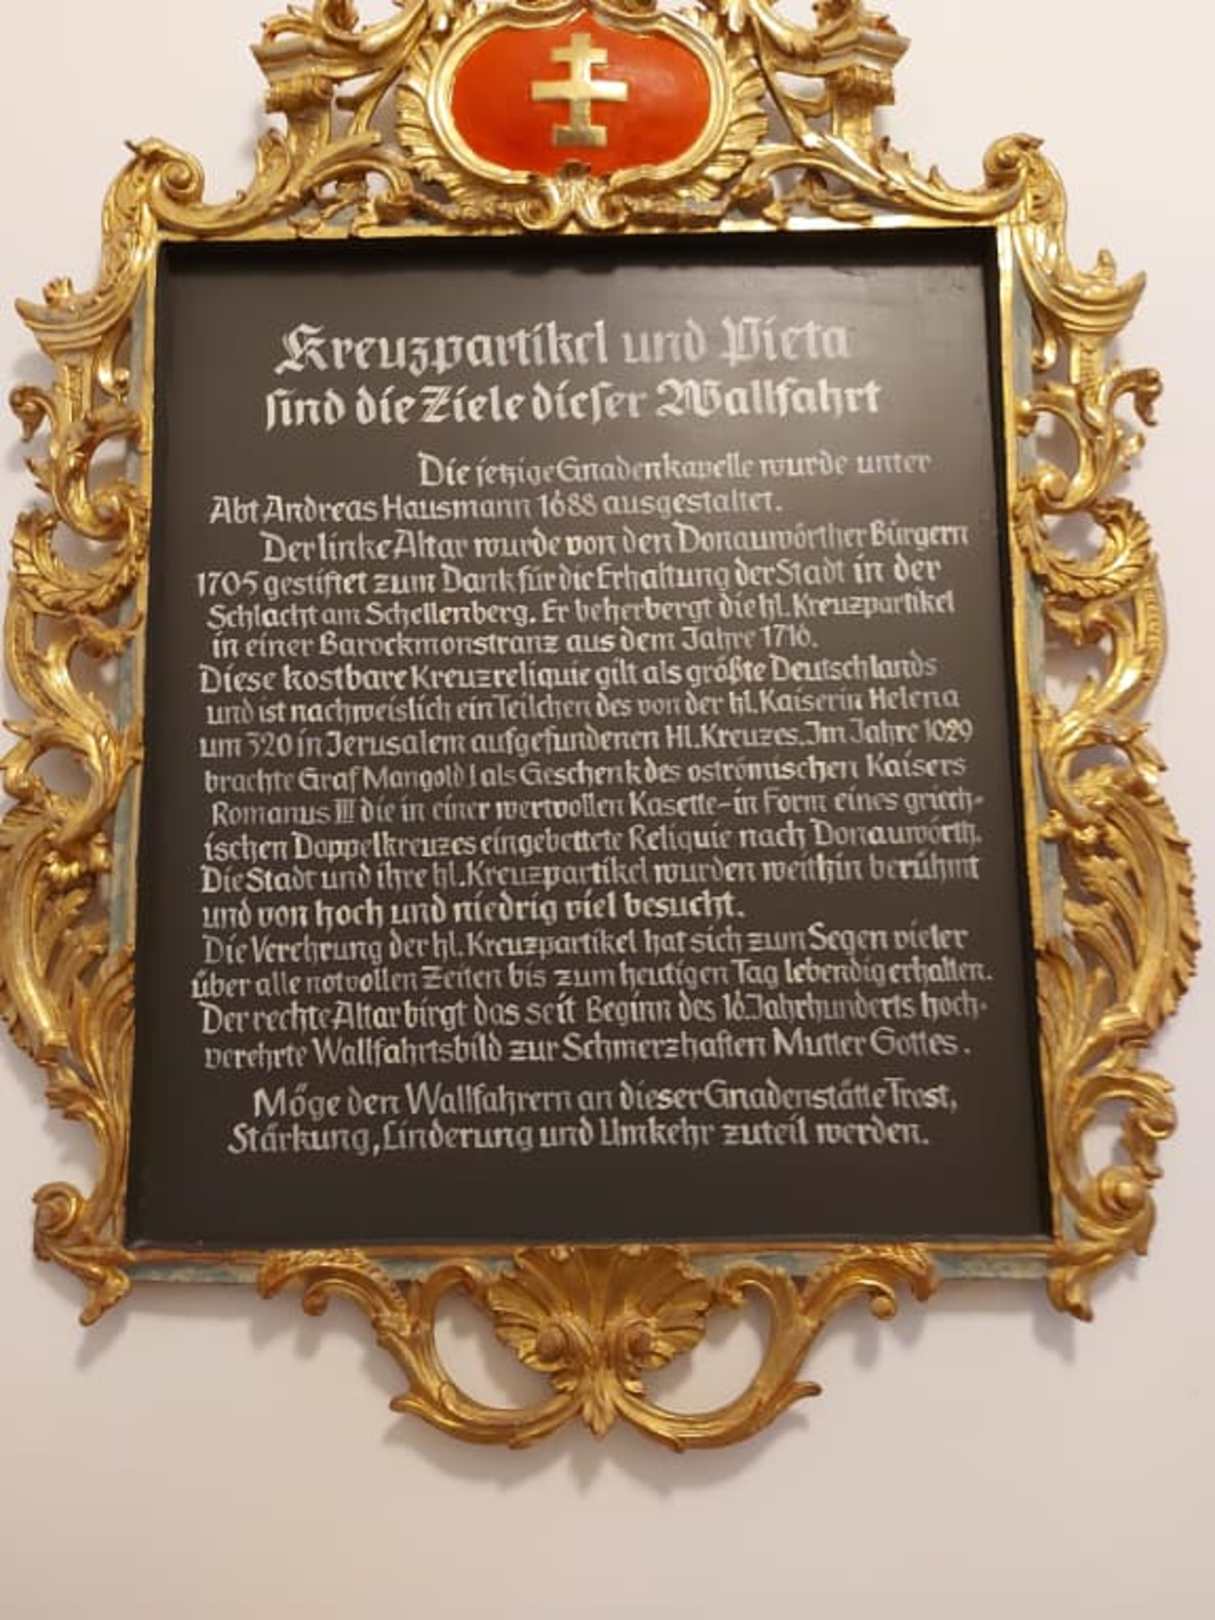 Kreuzpartikel und Pieta
sind die Ziele dieser Wallfahrt
Die jetzige Gnadenkapelle wurde unter
Abt Andreas Hausmann 1688 ausgestaltet.
Der linke Altar wurde von den Donauwörther Bürgern
1705 gestiftet zum Dank für die Erhaltung der Stadt in der
Schlacht am Schellenberg. Er beherbergt die hl. Kreuzpartikel
in einer Barockmonstranz aus dem Jahre 1716.
Diese kostbare Kreuzreliquie gilt als größte Deutschlands
und ist nachweislich ein Teilchen des von der hl. Kaiserin Helena
um 320 in Jerusalem aufgefundenen Hl. Kreuzes. Im Jahre 1029
brachte Graf Mangold I als Geschenk des oströmischen Kaisers
Romanus III die in einer wertvollen Kasette-in Form eines griech-
ischen Doppelkreuzes eingebettete Reliquie nach Donauwörth.
Die Stadt und ihre hl. Kreuzpartikel wurden weithin berühmt
und von hoch und niedrig viel besucht.
Die Verehrung der hl. Kreuzpartikel hat sich zum Segen vieler
über alle notvollen Zeiten bis zum heutigen Tag lebendig erhalten.
Der rechte Altar birgt das seit Beginn des 16. Jahrhunderts hoch-
verehrte Wallfahrtsbild zur Schmerzhaften Mutter Gottes.
Möge den Wallfahrern an dieser Gnadenstätte Trost,
Stärkung, Linderung und Umkehr zuteil werden.